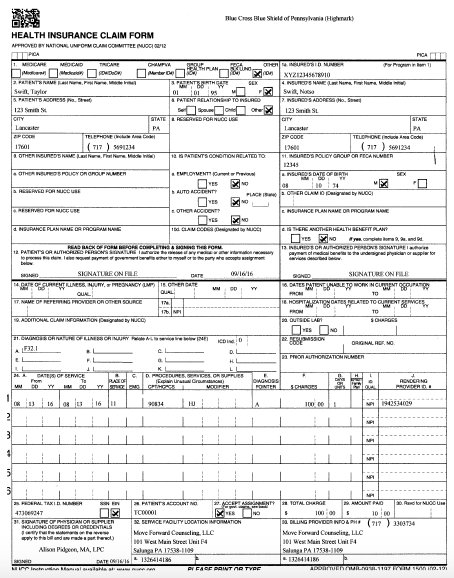 Blue Cross Blue Shield of Pennsylvania (Highmark)
HEALTH INSURANCE CLAIM FORM
APPROVED BY NATIONAL UNIFORM CLAIM COMMITTEE (NUCC) 02/12
PICA PICA
1. MEDICARE MEDICAID TRICARE CHAMPVA GROUP HEALTH PLAN FECA BLK LUNG OTHER 1a. INSURED'S I.D. NUMBER (For Program in Item 1)
(Medicare#) (Medicaid#) (ID#/DoD#) (Member ID#) (ID#) (ID#) (ID#) XYZ12345678910
2. PATIENT'S NAME (Last Name, First Name, Middle Initial) 3. PATIENT'S BIRTH DATE SEX 4. INSURED'S NAME (Last Name, First Name, Middle Initial)
Swift, Taylor 01 01 95 M F X Swift, Notso
5. PATIENT'S ADDRESS (No., Street) 6. PATIENT RELATIONSHIP TO INSURED 7. INSURED'S ADDRESS (No., Street)
123 Smith St. Self Spouse Child Other X 123 Smith St.
CITY STATE 8. RESERVED FOR NUCC USE CITY STATE
Lancaster PA Lancaster PA
ZIP CODE TELEPHONE (Include Area Code) ZIP CODE TELEPHONE (Include Area Code)
17601 (717) 5691234 17601 (717) 5691234
9. OTHER INSURED'S NAME (Last Name, First Name, Middle Initial) 10. IS PATIENT'S CONDITION RELATED TO: 11. INSURED'S POLICY GROUP OR FECA NUMBER
12345
a. OTHER INSURED'S POLICY OR GROUP NUMBER a. EMPLOYMENT? (Current or Previous) a. INSURED'S DATE OF BIRTH SEX
YES X NO 08 10 74 M X F
b. RESERVED FOR NUCC USE b. AUTO ACCIDENT? PLACE (State) b. OTHER CLAIM ID (Designated by NUCC)
YES X NO
c. RESERVED FOR NUCC USE c. OTHER ACCIDENT? c. INSURANCE PLAN NAME OR PROGRAM NAME
YES X NO
d. INSURANCE PLAN NAME OR PROGRAM NAME 10d. CLAIM CODES (Designated by NUCC) d. IS THERE ANOTHER HEALTH BENEFIT PLAN?
YES X NO If yes, complete items 9, 9a, and 9d.
READ BACK OF FORM BEFORE COMPLETING & SIGNING THIS FORM.
12. PATIENT'S OR AUTHORIZED PERSON'S SIGNATURE I authorize the release of any medical or other information necessary
to process this claim. I also request payment of government benefits either to myself or to the party who accepts assignment
below.
13. INSURED'S OR AUTHORIZED PERSON'S SIGNATURE I authorize
payment of medical benefits to the undersigned physician or supplier for
services described below.
SIGNED SIGNATURE ON FILE DATE 09/16/16 SIGNED SIGNATURE ON FILE
14. DATE OF CURRENT ILLNESS, INJURY, or PREGNANCY (LMP) 15. OTHER DATE 16. DATES PATIENT UNABLE TO WORK IN CURRENT OCCUPATION
MM DD YY QUAL. QUAL. MM DD YY FROM TO
17. NAME OF REFERRING PROVIDER OR OTHER SOURCE 17a. 18. HOSPITALIZATION DATES RELATED TO CURRENT SERVICES
17b. NPI FROM TO
19. ADDITIONAL CLAIM INFORMATION (Designated by NUCC) 20. OUTSIDE LAB? $ CHARGES
YES NO
21. DIAGNOSIS OR NATURE OF ILLNESS OR INJURY Relate A-L to service line below (24E) ICD Ind. 0 22. RESUBMISSION CODE ORIGINAL REF. NO.
A. F32.1 B. C. D.
E. F. G. H. 23. PRIOR AUTHORIZATION NUMBER
I. J. K. L.
24. A. DATE(S) OF SERVICE B. C. D. PROCEDURES, SERVICES, OR SUPPLIES E. F. G. H. I. J.
From To PLACE OF (Explain Unusual Circumstances) DIAGNOSIS DAYS OR ID. RENDERING
MM DD YY MM DD YY SERVICE EMG CPT/HCPCS MODIFIER POINTER $ CHARGES UNITS QUAL. PROVIDER ID. #
1 08 13 16 08 13 16 11 90834 HJ A 100 00 1 NPI 1942534029
2 NPI
3 NPI
4 NPI
5 NPI
6 NPI
25. FEDERAL TAX I.D. NUMBER SSN EIN 26. PATIENT'S ACCOUNT NO. 27. ACCEPT ASSIGNMENT? 28. TOTAL CHARGE 29. AMOUNT PAID 30. Rsvd for NUCC Use
473069247 X TC00001 X YES NO $ 100 00 $ 10 00
31. SIGNATURE OF PHYSICIAN OR SUPPLIER
INCLUDING DEGREES OR CREDENTIALS
(I certify that the statements on the reverse
apply to this bill and are made a part thereof.)
Alison Pidgeon, MA, LPC
SIGNED 09/16/16 DATE
32. SERVICE FACILITY LOCATION INFORMATION
Move Forward Counseling, LLC
101 West Main Street Unit F4
Salunga PA 17538-1109
a. 1326414186 b.
33. BILLING PROVIDER INFO & PH # (717) 3303734
Move Forward Counseling, LLC
101 West Main Street Unit F4
Salunga PA 17538-1109
a. 1326414186 b.
NUCC Instruction Manual available at: www.nucc.org PLEASE PRINT OR TYPE APPROVED OMB-0938-1197 FORM 1500 (02-12)